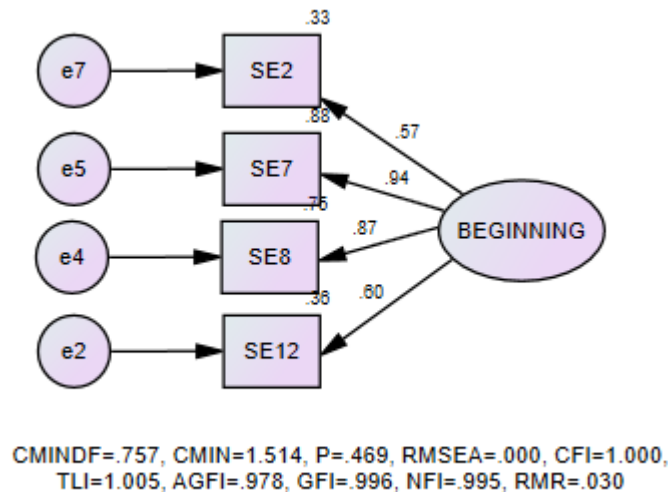 .33
e7
SE2
.57
.88
e5
SE7
.94
BEGINNING
.75
e4
SE8
.87
.36
.60
e2
SE12
CMINDF=.757, CMIN=1.514, P=.469, RMSEA=.000, CFI=1.000,
TLI=1.005, AGFI=.978, GFI=.996, NFI=.995, RMR=.030